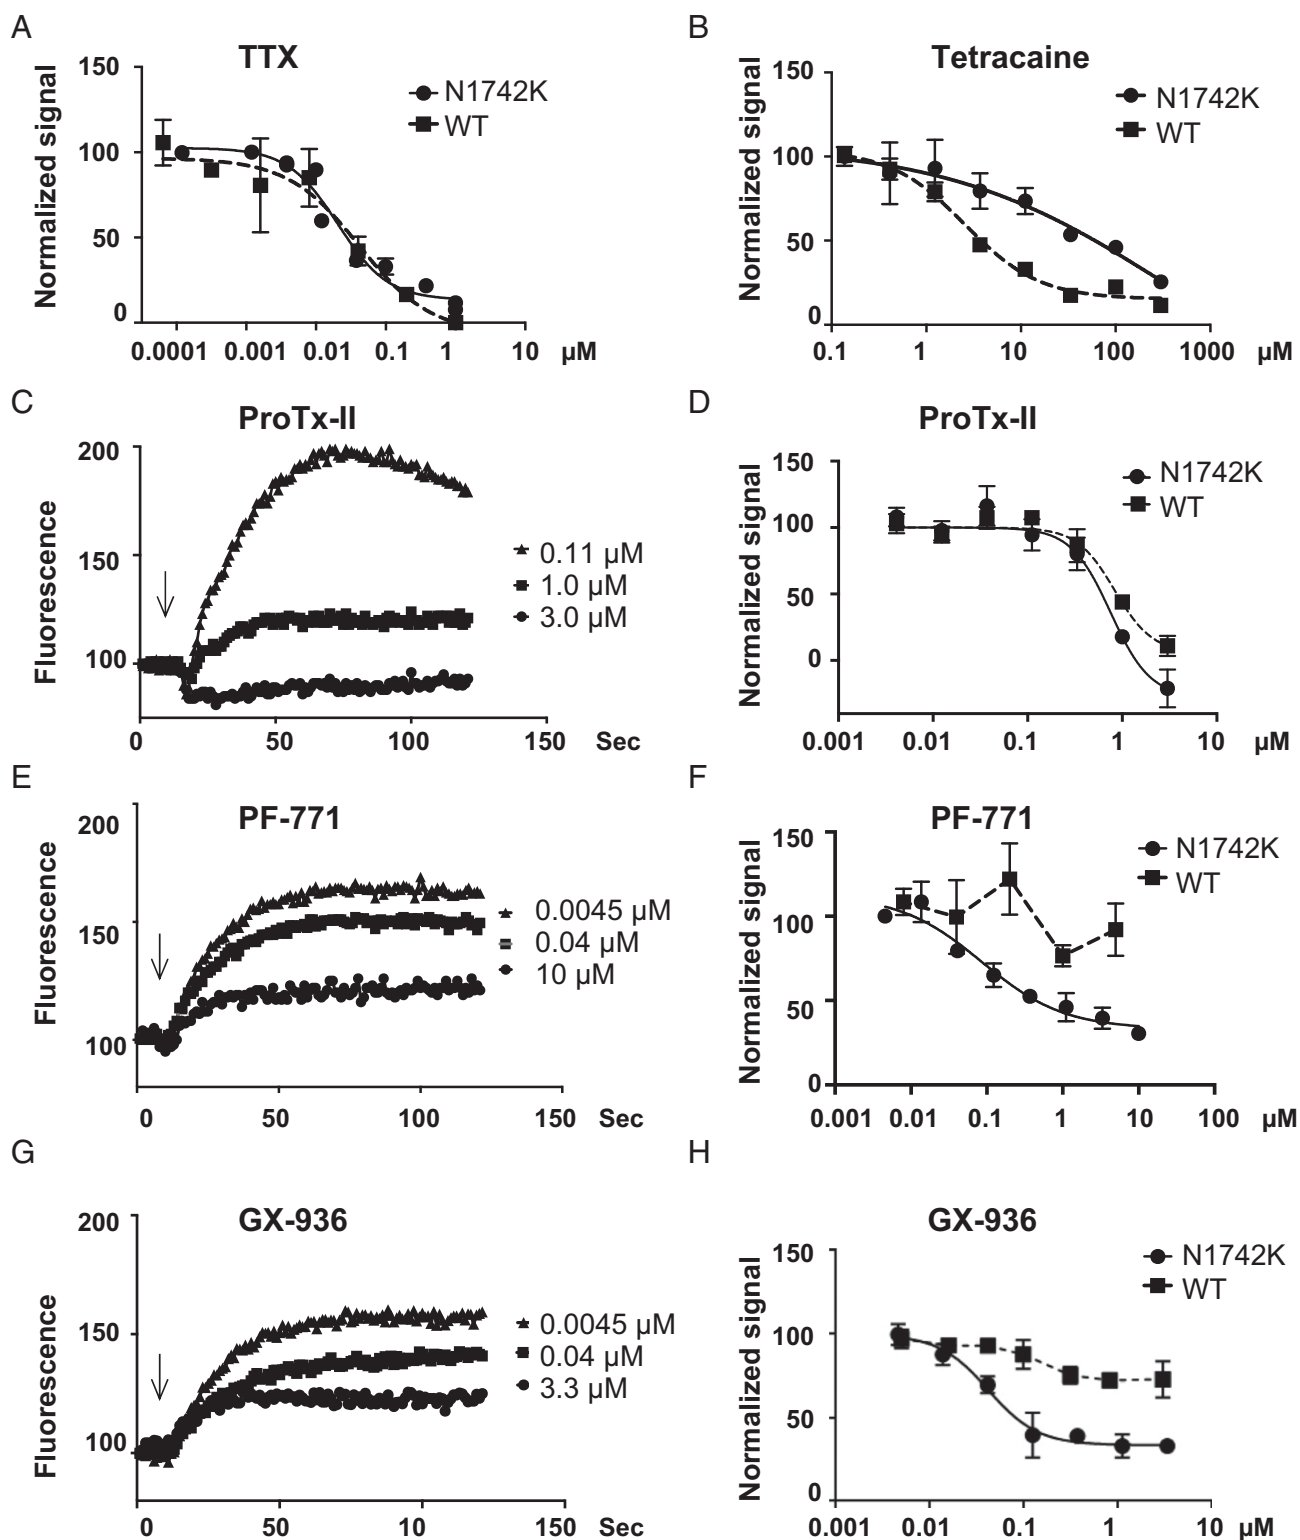 A
TTX
Normalized signal
150
100
50
0
N1742K
WT
0.0001 0.001 0.01 0.1 1 10 µM
B
Tetracaine
Normalized signal
150
100
50
0
N1742K
WT
0.1 1 10 100 1000 µM
C
ProTx-II
Fluorescence
200
150
100
0.11 µM
1.0 µM
3.0 µM
0 50 100 150 Sec
D
ProTx-II
Normalized signal
150
100
50
0
N1742K
WT
0.001 0.01 0.1 1 10 µM
E
PF-771
Fluorescence
200
150
100
0.0045 µM
0.04 µM
10 µM
0 50 100 150 Sec
F
PF-771
Normalized signal
150
100
50
0
N1742K
WT
0.001 0.01 0.1 1 10 100 µM
G
GX-936
Fluorescence
200
150
100
0.0045 µM
0.04 µM
3.3 µM
0 50 10 150 Sec
H
GX-936
Normalized signal
150
100
50
0
N1742K
WT
0.001 0.01 0.1 1 10 µM